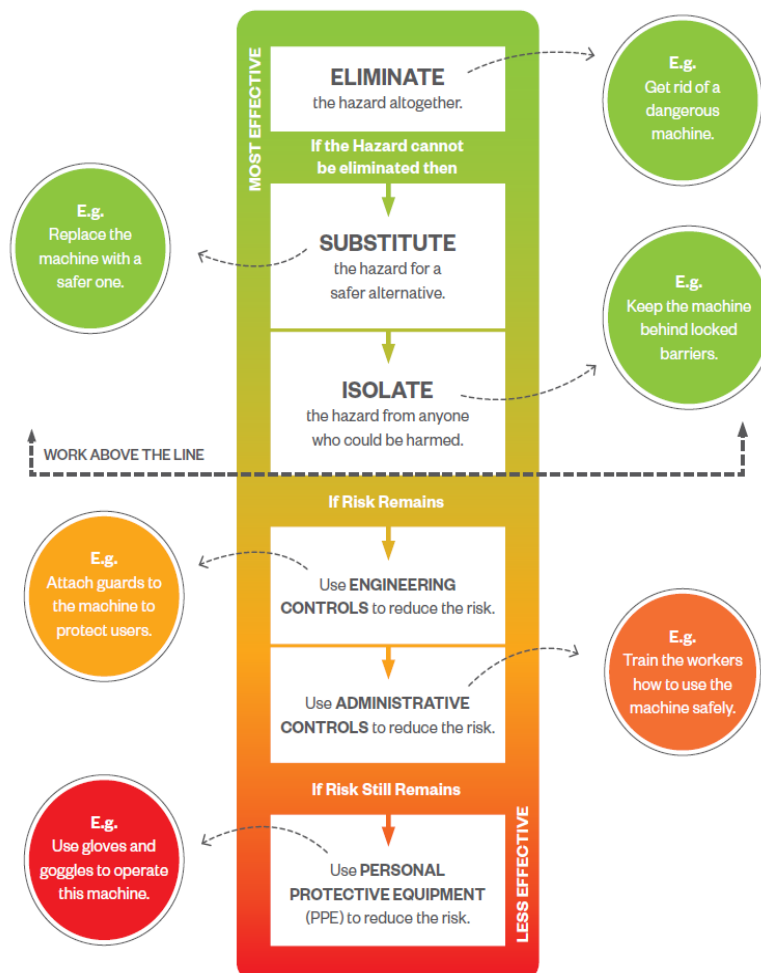 MOST EFFECTIVE
ELIMINATE
the hazard altogether.
E.g.
Get rid of a
dangerous
machine.
If the Hazard cannot
be eliminated then
SUBSTITUTE
the hazard for a
safer alternative.
E.g.
Replace the
machine with a
safer one.
ISOLATE
the hazard from anyone
who could be harmed.
E.g.
Keep the machine
behind locked
barriers.
WORK ABOVE THE LINE
If Risk Remains
Use ENGINEERING
CONTROLS to reduce the risk.
E.g.
Attach guards to
the machine to
protect users.
Use ADMINISTRATIVE
CONTROLS to reduce the risk.
E.g.
Train the workers
how to use the
machine safely.
If Risk Still Remains
Use PERSONAL
PROTECTIVE EQUIPMENT
(PPE) to reduce the risk.
E.g.
Use gloves and
goggles to operate
this machine.
LESS EFFECTIVE